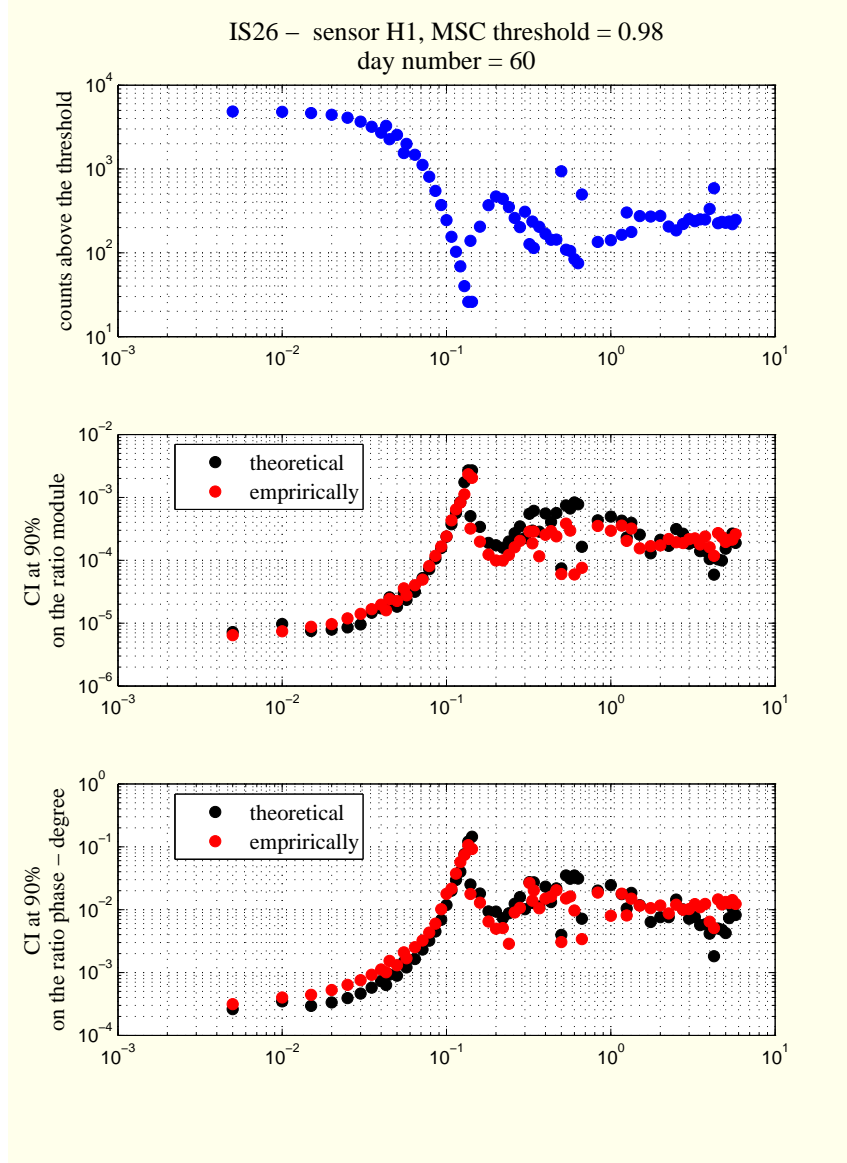 IS26 – sensor H1, MSC threshold = 0.98
day number = 60
counts above the threshold
10^4
10^3
10^2
10^1
10^−3 10^−2 10^−1 10^0 10^1
CI at 90%
on the ratio module
10^−2
10^−3
10^−4
10^−5
10^−6
theoretical
emprirically
10^−3 10^−2 10^−1 10^0 10^1
CI at 90%
on the ratio phase – degree
10^0
10^−1
10^−2
10^−3
10^−4
theoretical
emprirically
10^−3 10^−2 10^−1 10^0 10^1